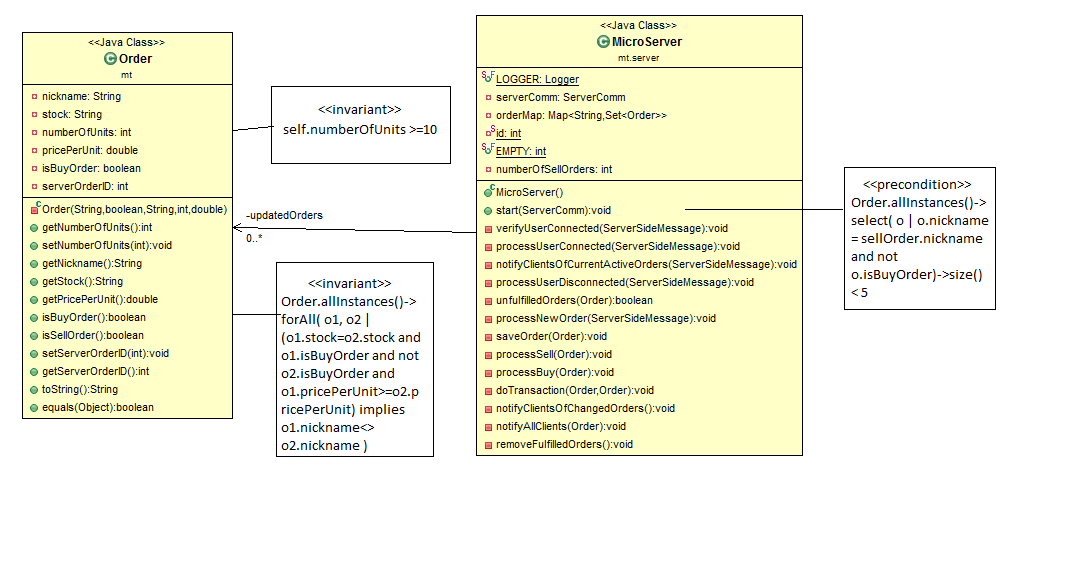 <<Java Class>>
Order
mt
nickname: String
stock: String
numberOfUnits: int
pricePerUnit: double
isBuyOrder: boolean
serverOrderID: int
Order(String,boolean,String,int,double)
getNumberOfUnits():int
setNumberOfUnits(int):void
getNickname():String
getStock():String
getPricePerUnit():double
isBuyOrder():boolean
isSellOrder():boolean
setServerOrderID(int):void
getServerOrderID():int
toString():String
equals(Object):boolean
<<invariant>>
self.numberOfUnits >=10
-updatedOrders
0..*
<<invariant>>
Order.allInstances()->
forAll( o1, o2 |
(o1.stock=o2.stock and
o1.isBuyOrder and not
o2.isBuyOrder and
o1.pricePerUnit>=o2.p
ricePerUnit) implies
o1.nickname<>
o2.nickname )
<<Java Class>>
MicroServer
mt.server
LOGGER: Logger
serverComm: ServerComm
orderMap: Map<String,Set<Order>>
id: int
EMPTY: int
numberOfSellOrders: int
MicroServer()
start(ServerComm):void
verifyUserConnected(ServerSideMessage):void
processUserConnected(ServerSideMessage):void
notifyClientsOfCurrentActiveOrders(ServerSideMessage):void
processUserDisconnected(ServerSideMessage):void
unfulfilledOrders(Order):boolean
processNewOrder(ServerSideMessage):void
saveOrder(Order):void
processSell(Order):void
processBuy(Order):void
doTransaction(Order,Order):void
notifyClientsOfChangedOrders():void
notifyAllClients(Order):void
removeFulfilledOrders():void
<<precondition>>
Order.allInstances()->
select( o | o.nickname
= sellOrder.nickname
and not
o.isBuyOrder)->size()
< 5